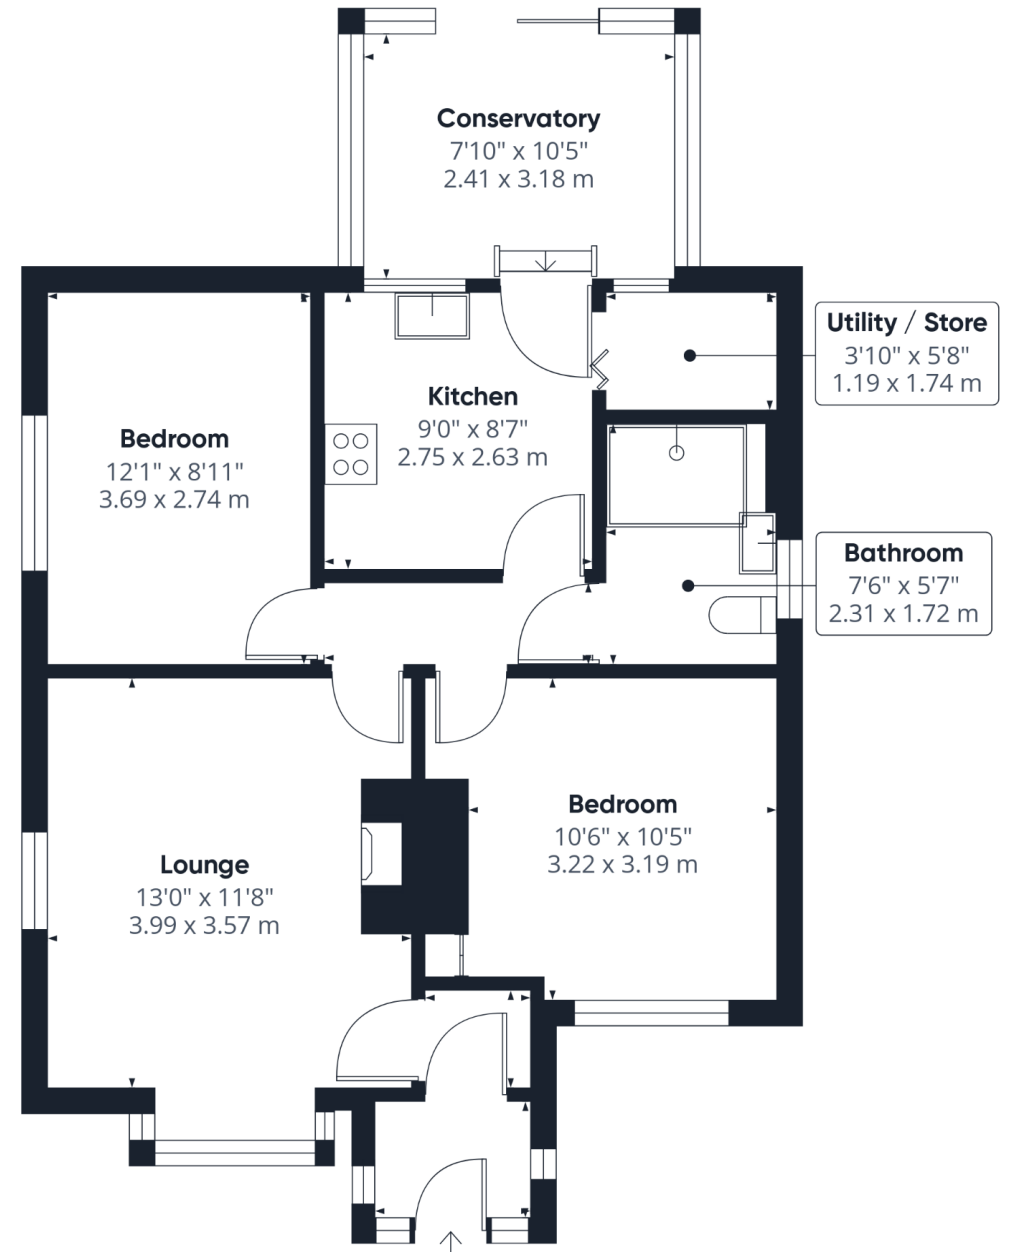 Conservatory
7'10" x 10'5"
2.41 x 3.18 m
Utility / Store
3'10" x 5'8"
1.19 x 1.74 m
Kitchen
9'0" x 8'7"
2.75 x 2.63 m
Bedroom
12'1" x 8'11"
3.69 x 2.74 m
Bathroom
7'6" x 5'7"
2.31 x 1.72 m
Bedroom
10'6" x 10'5"
3.22 x 3.19 m
Lounge
13'0" x 11'8"
3.99 x 3.57 m